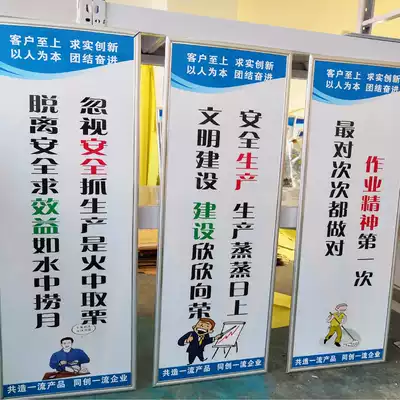 客户至上 求实创新
以人为本 团结奋进
忽视安全抓生产是火中取栗
脱离安全求效益如水中捞月
共造一流产品 同创一流企业
客户至上 求实创新
以人为本 团结奋进
安全生产 生产蒸蒸日上
文明建设 建设欣欣向荣
共造一流产品 同创一流企业
客户至上 求实创新
以人为本 团结奋进
作业精神第一次
最对次次都做对
共造一流产品 同创一流企业